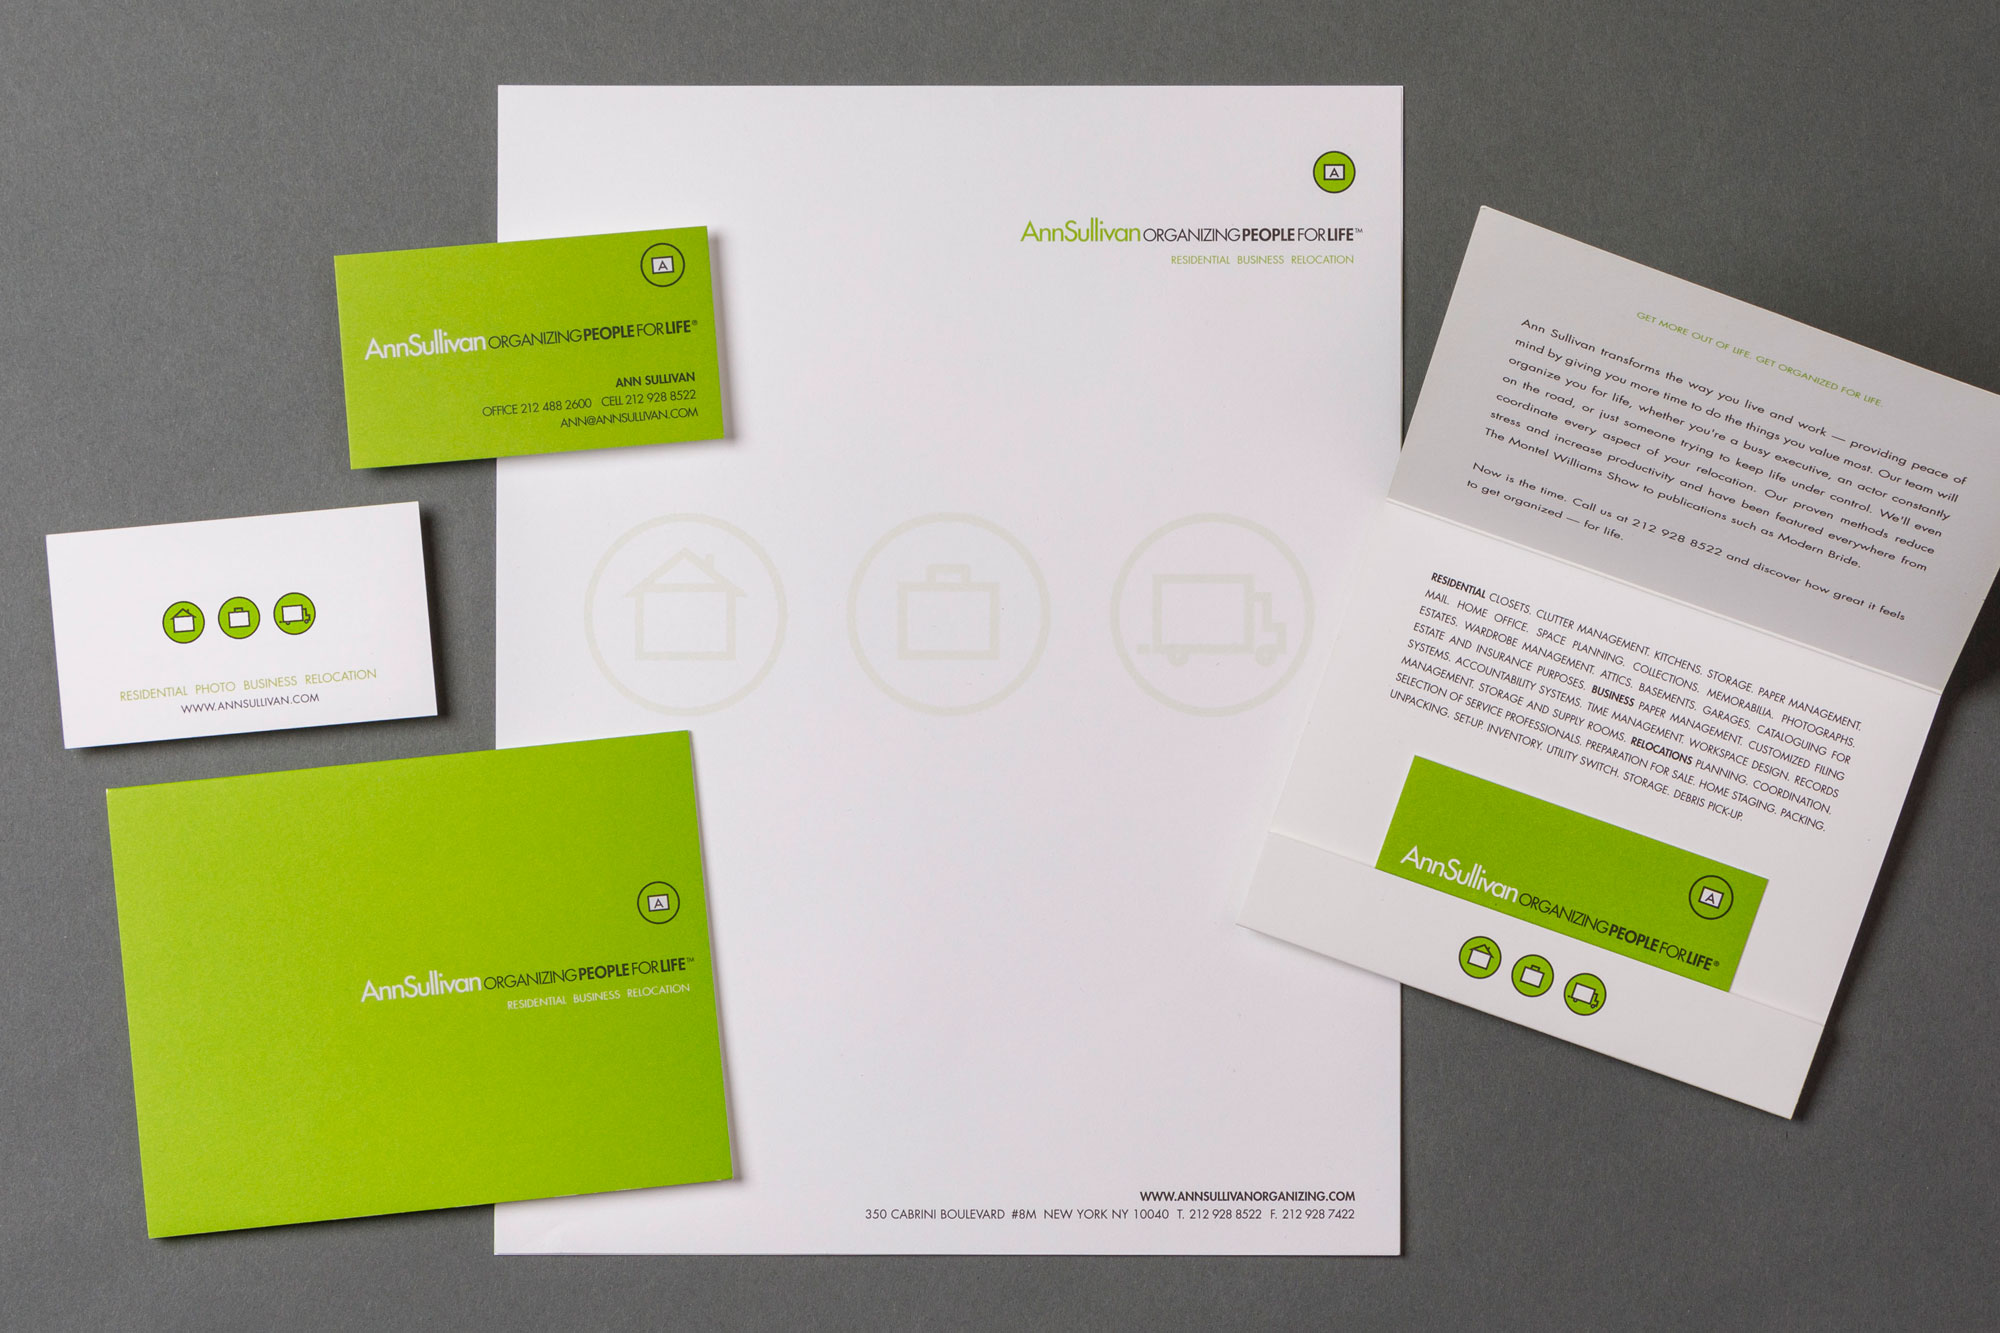 A
AnnSullivan ORGANIZING PEOPLE FOR LIFE™
RESIDENTIAL BUSINESS RELOCATION
WWW.ANNSULLIVANORGANIZING.COM
350 CABRINI BOULEVARD #8M NEW YORK NY 10040 T. 212 928 8522 F. 212 928 7422
A
AnnSullivan ORGANIZING PEOPLE FOR LIFE®
ANN SULLIVAN
OFFICE 212 488 2600 CELL 212 928 8522
ANN@ANNSULLIVAN.COM
RESIDENTIAL PHOTO BUSINESS RELOCATION
WWW.ANNSULLIVAN.COM
A
AnnSullivan ORGANIZING PEOPLE FOR LIFE™
RESIDENTIAL BUSINESS RELOCATION
GET MORE OUT OF LIFE. GET ORGANIZED FOR LIFE.
Ann Sullivan transforms the way you live and work — providing peace of
mind by giving you more time to do the things you value most. Our team will
organize you for life, whether you're a busy executive, an actor constantly
on the road, or just someone trying to keep life under control. We'll even
coordinate every aspect of your relocation. Our proven methods reduce
stress and increase productivity and have been featured everywhere from
The Montel Williams Show to publications such as Modern Bride.
Now is the time. Call us at 212 928 8522 and discover how great it feels
to get organized — for life.
RESIDENTIAL CLOSETS. CLUTTER MANAGEMENT. KITCHENS. STORAGE. PAPER MANAGEMENT.
MAIL. HOME OFFICE. SPACE PLANNING. COLLECTIONS. MEMORABILIA. PHOTOGRAPHS.
ESTATES. WARDROBE MANAGEMENT. ATTICS. BASEMENTS. GARAGES. CATALOGUING FOR
ESTATE AND INSURANCE PURPOSES. BUSINESS PAPER MANAGEMENT. CUSTOMIZED FILING
SYSTEMS. ACCOUNTABILITY SYSTEMS. TIME MANAGEMENT. WORKSPACE DESIGN. RECORDS
MANAGEMENT. STORAGE AND SUPPLY ROOMS. RELOCATIONS PLANNING. COORDINATION.
SELECTION OF SERVICE PROFESSIONALS. PREPARATION FOR SALE. HOME STAGING. PACKING.
UNPACKING. SET-UP. INVENTORY. UTILITY SWITCH. STORAGE. DEBRIS PICK-UP.
A
AnnSullivan ORGANIZING PEOPLE FOR LIFE®